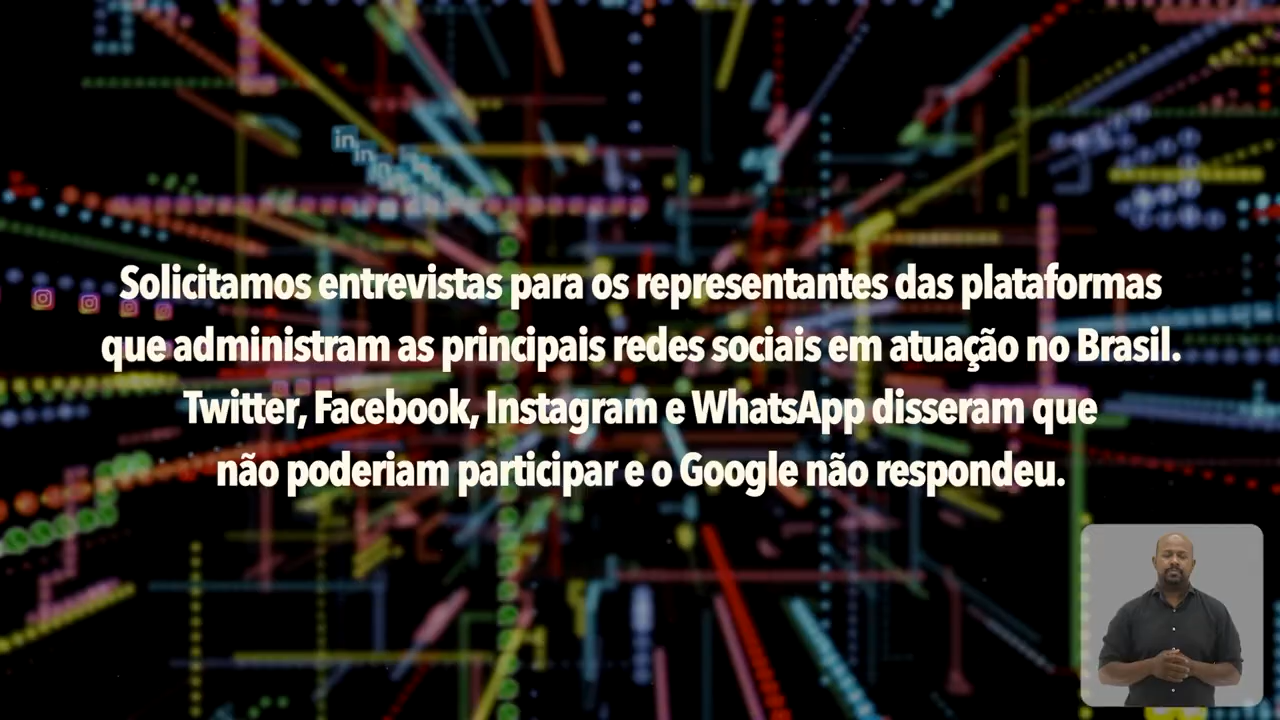 Solicitamos entrevistas para os representantes das plataformas
que administram as principais redes sociais em atuação no Brasil.
Twitter, Facebook, Instagram e WhatsApp disseram que
não poderiam participar e o Google não respondeu.